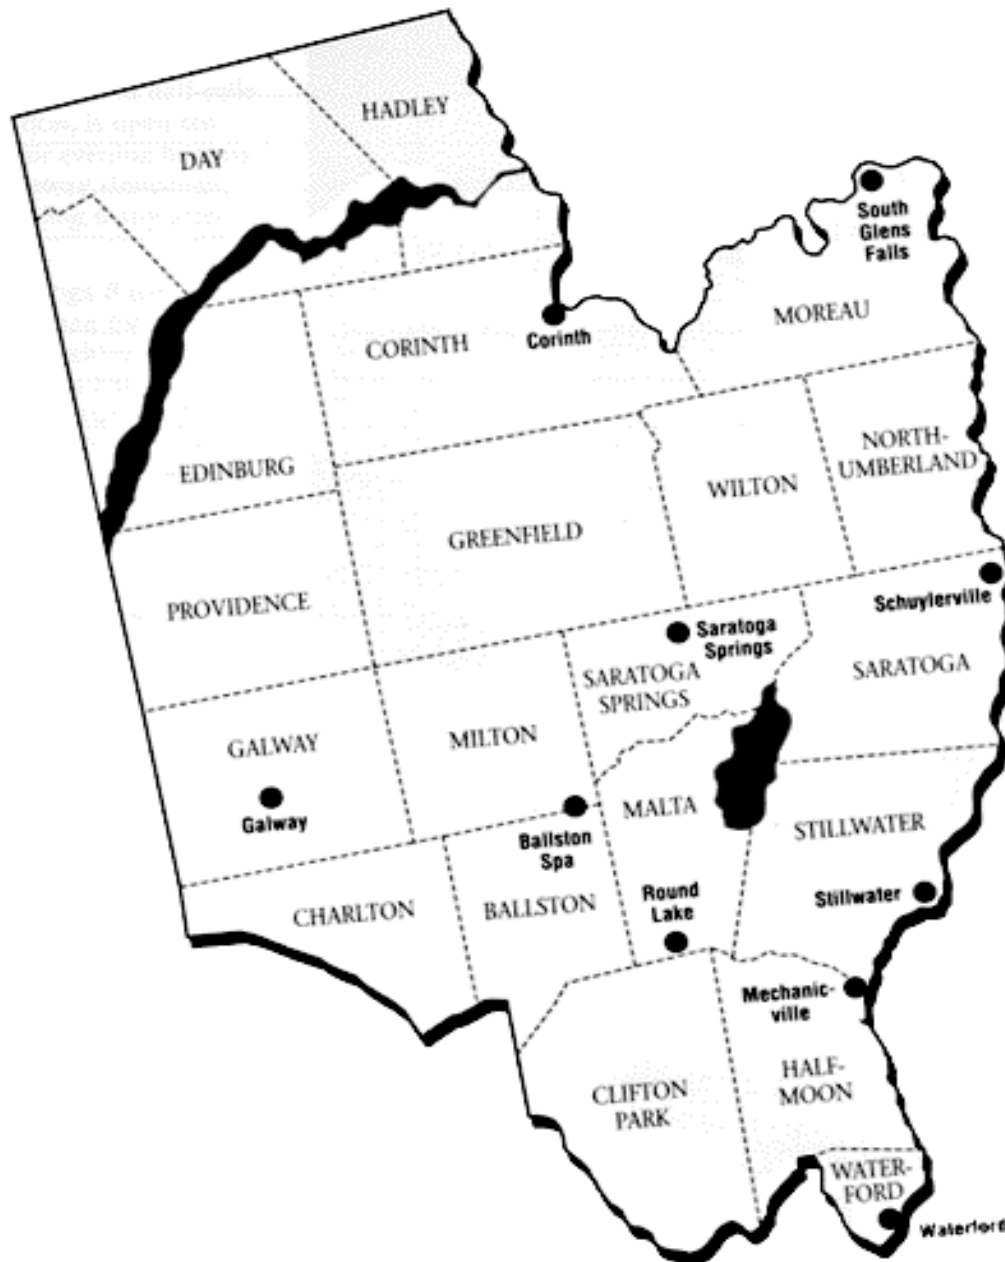 HADLEY
DAY
South
Glens
Falls
MOREAU
CORINTH
Corinth
NORTH-
UMBERLAND
EDINBURG
WILTON
GREENFIELD
PROVIDENCE
Schuylerville
Saratoga
Springs
SARATOGA
SPRINGS
SARATOGA
GALWAY
MILTON
Galway
MALTA
STILLWATER
Ballston
Spa
Round
Lake
Stillwater
CHARLTON
BALLSTON
Mechanic-
ville
HALF-
MOON
CLIFTON
PARK
WATER-
FORD
Waterford